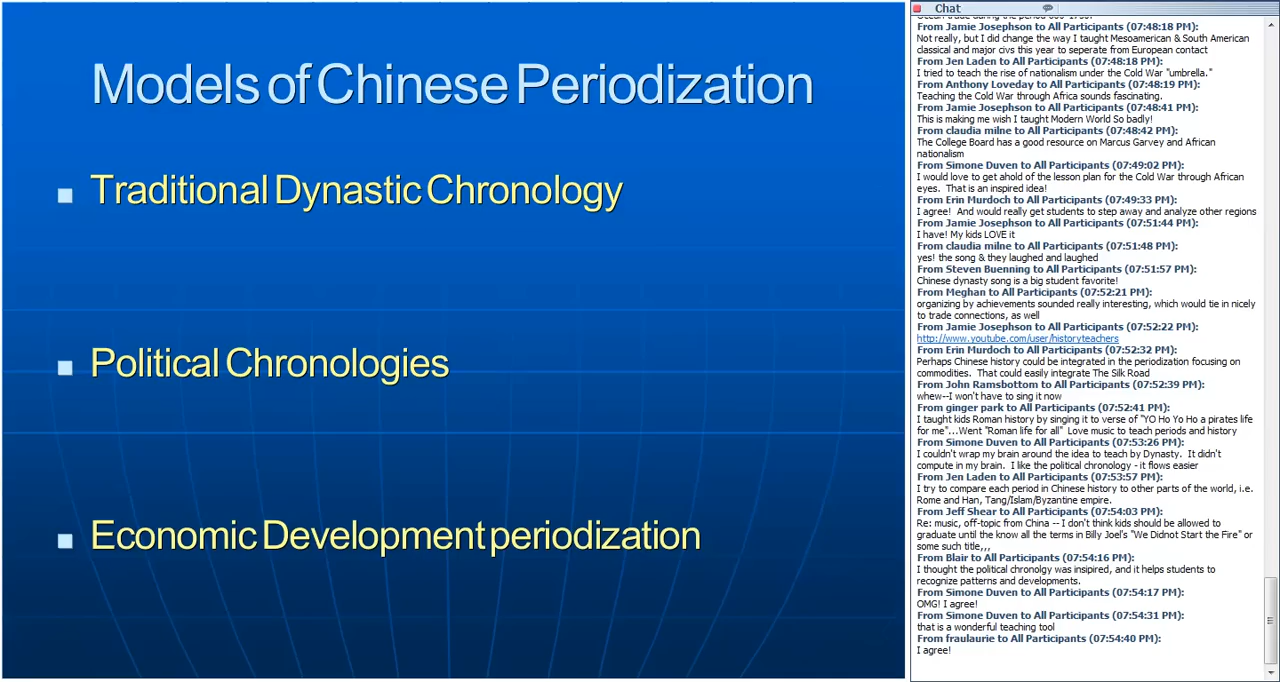 Models of Chinese Periodization
Traditional Dynastic Chronology
Political Chronologies
Economic Development periodization
Chat
From Jamie Josephson to All Participants (07:48:18 PM):
Not really, but I did change the way I taught Mesoamerican & South American
classical and major civs this year to seperate from European contact
From Jen Laden to All Participants (07:48:18 PM):
I tried to teach the rise of nationalism under the Cold War "umbrella."
From Anthony Loveday to All Participants (07:48:19 PM):
Teaching the Cold War through Africa sounds fascinating.
From Jamie Josephson to All Participants (07:48:41 PM):
This is making me wish I taught Modern World So badly!
From claudia milne to All Participants (07:48:42 PM):
The College Board has a good resource on Marcus Garvey and African
nationalism
From Simone Duven to All Participants (07:49:02 PM):
I would love to get ahold of the lesson plan for the Cold War through African
eyes.  That is an inspired idea!
From Erin Murdoch to All Participants (07:49:33 PM):
I agree!  And would really get students to step away and analyze other regions
From Jamie Josephson to All Participants (07:51:44 PM):
I have! My kids LOVE it
From claudia milne to All Participants (07:51:48 PM):
yes! the song & they laughed and laughed
From Steven Buenning to All Participants (07:51:57 PM):
Chinese dynasty song is a big student favorite!
From Meghan to All Participants (07:52:21 PM):
organizing by achievements sounded really interesting, which would tie in nicely
to trade connections, as well
From Jamie Josephson to All Participants (07:52:22 PM):
http://www.youtube.com/user/historyteachers
From Erin Murdoch to All Participants (07:52:32 PM):
Perhaps Chinese history could be integrated in the periodization focusing on
commodities.  That could easily integrate The Silk Road
From John Ramsbottom to All Participants (07:52:39 PM):
whew--I won't have to sing it now
From ginger park to All Participants (07:52:41 PM):
I taught kids Roman history by singing it to verse of "YO Ho Yo Ho a pirates life
for me"...Went "Roman life for all"  Love music to teach periods and history
From Simone Duven to All Participants (07:53:26 PM):
I couldn't wrap my brain around the idea to teach by Dynasty.  It didn't
compute in my brain.  I like the political chronology - it flows easier
From Jen Laden to All Participants (07:53:57 PM):
I try to compare each period in Chinese history to other parts of the world, i.e.
Rome and Han, Tang/Islam/Byzantine empire.
From Jeff Shear to All Participants (07:54:03 PM):
Re: music, off-topic from China -- I don't think kids should be allowed to
graduate until the know all the terms in Billy Joel's "We Didnot Start the Fire" or
some such title,,,
From Blair to All Participants (07:54:16 PM):
I thought the political chronolgy was insipired, and it helps students to
recognize patterns and developments.
From Simone Duven to All Participants (07:54:17 PM):
OMG! I agree!
From Simone Duven to All Participants (07:54:31 PM):
that is a wonderful teaching tool
From fraulaurie to All Participants (07:54:40 PM):
I agree!